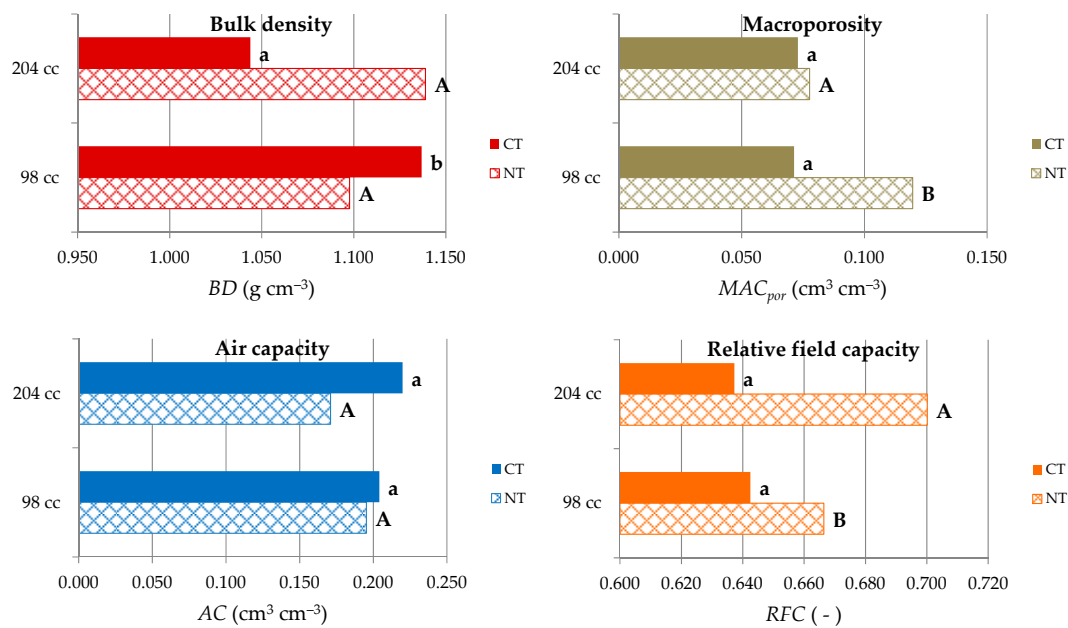 Bulk density
204 cc
a
A
98 cc
b
A
CT
NT
0.950 1.000 1.050 1.100 1.150
BD (g cm⁻³)
Macroporosity
204 cc
a
A
98 cc
a
B
CT
NT
0.000 0.050 0.100 0.150
MACpor (cm³ cm⁻³)
Air capacity
204 cc
a
A
98 cc
a
A
CT
NT
0.000 0.050 0.100 0.150 0.200 0.250
AC (cm³ cm⁻³)
Relative field capacity
204 cc
a
A
98 cc
a
B
CT
NT
0.600 0.620 0.640 0.660 0.680 0.700 0.720
RFC ( - )